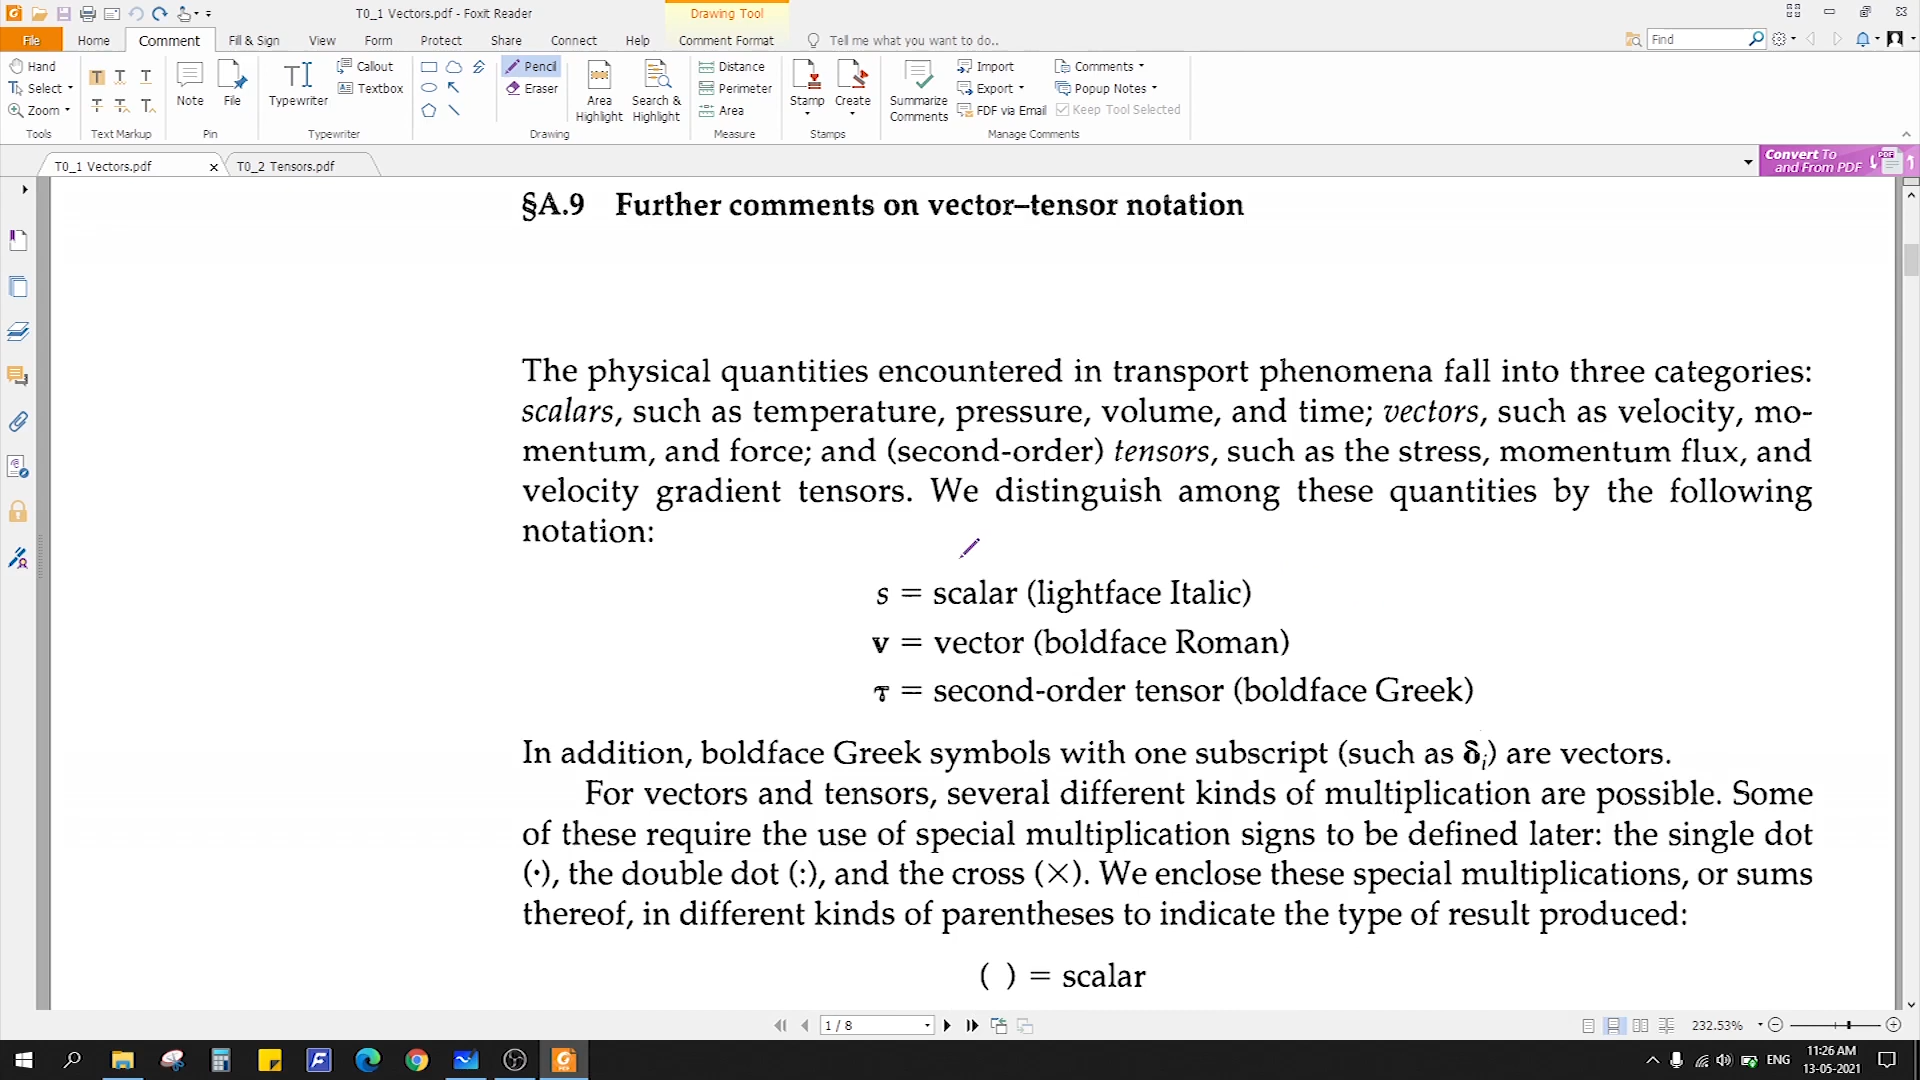 T0_1 Vectors.pdf - Foxit Reader
Drawing Tool
File Home Comment Fill & Sign View Form Protect Share Connect Help Comment Format Tell me what you want to do.. Find
Hand
Select
Zoom
Tools
Text Markup
Note
File
Pin
Typewriter
Callout
Textbox
Typewriter
Pencil
Eraser
Drawing
Area Highlight
Search & Highlight
Distance
Perimeter
Area
Measure
Stamp
Create
Stamps
Summarize Comments
Import
Export
FDF via Email
Comments
Popup Notes
Keep Tool Selected
Manage Comments
T0_1 Vectors.pdf x T0_2 Tensors.pdf
Convert To
and From PDF
§A.9 Further comments on vector–tensor notation
The physical quantities encountered in transport phenomena fall into three categories:
scalars, such as temperature, pressure, volume, and time; vectors, such as velocity, mo-
mentum, and force; and (second-order) tensors, such as the stress, momentum flux, and
velocity gradient tensors. We distinguish among these quantities by the following
notation:
s = scalar (lightface Italic)
v = vector (boldface Roman)
τ = second-order tensor (boldface Greek)
In addition, boldface Greek symbols with one subscript (such as δi) are vectors.
For vectors and tensors, several different kinds of multiplication are possible. Some
of these require the use of special multiplication signs to be defined later: the single dot
(·), the double dot (:), and the cross (×). We enclose these special multiplications, or sums
thereof, in different kinds of parentheses to indicate the type of result produced:
( ) = scalar
1 / 8
232.53%
ENG
11:26 AM
13-05-2021